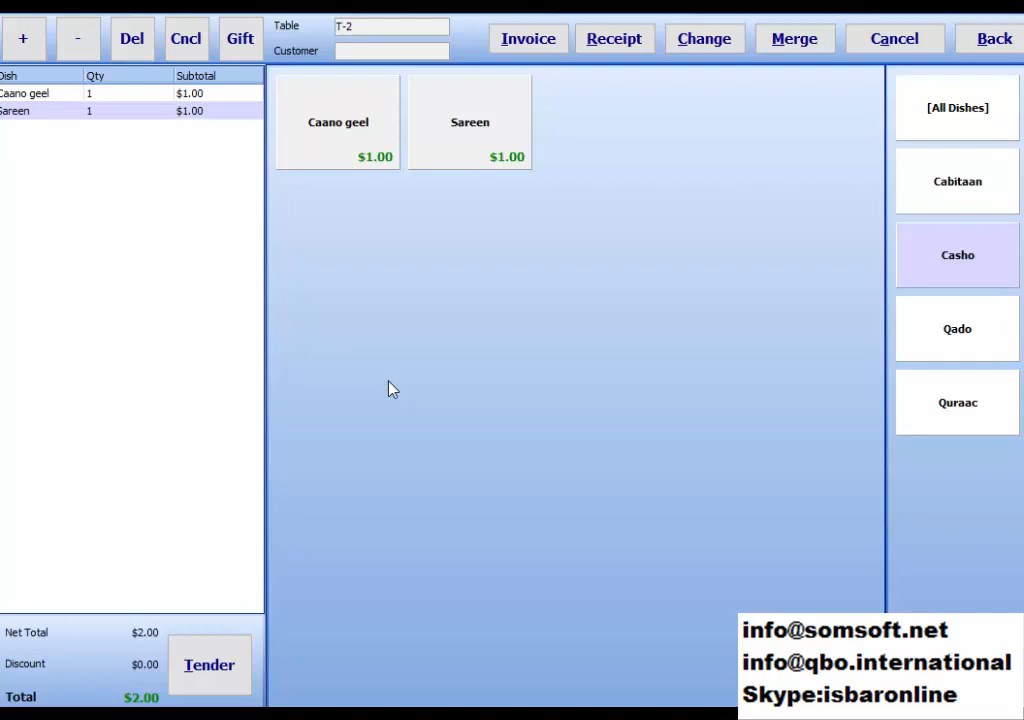 + - Del Cncl Gift
Table T-2
Customer
Invoice Receipt Change Merge Cancel Back
Dish Qty Subtotal
Caano geel 1 $1.00
Sareen 1 $1.00
Caano geel
$1.00
Sareen
$1.00
[All Dishes]
Cabitaan
Casho
Qado
Quraac
Net Total $2.00
Discount $0.00
Total $2.00
Tender
info@somsoft.net
info@qbo.international
Skype:isbaronline